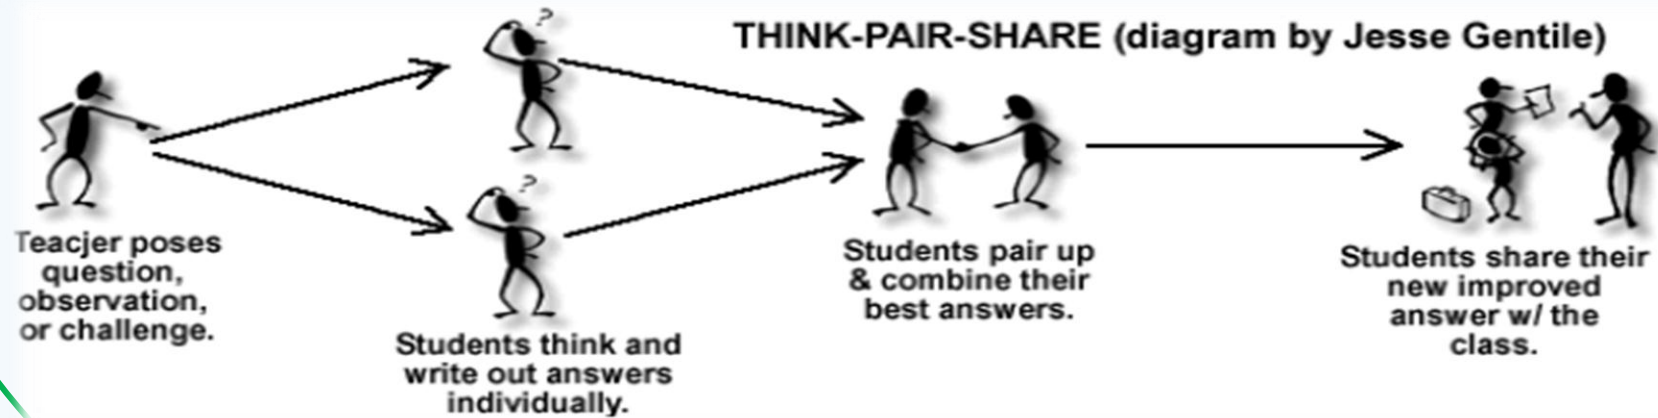 ?
THINK-PAIR-SHARE (diagram by Jesse Gentile)
?
Teacjer poses
question,
observation,
or challenge.
Students think and
write out answers
individually.
Students pair up
& combine their
best answers.
Students share their
new improved
answer w/ the
class.